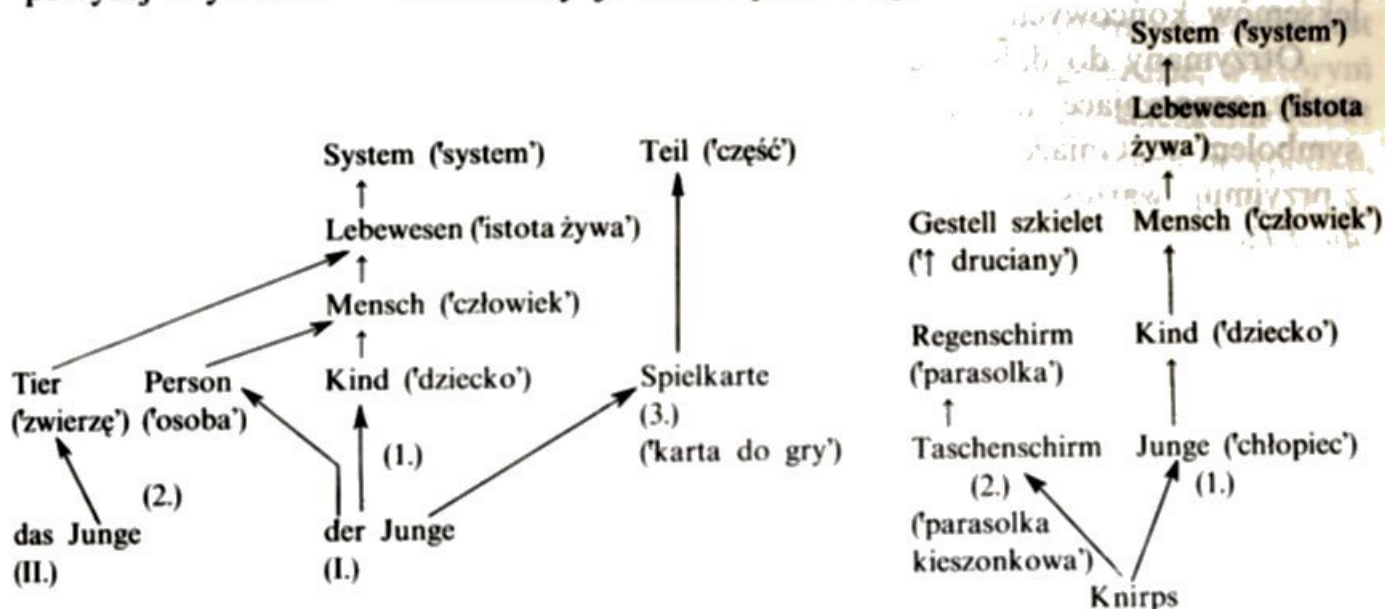 System ('system')
↑
Lebewesen ('istota
żywa')
↑
System ('system')
Teil ('część')
↑
Lebewesen ('istota żywa')
↑
Mensch ('człowiek')
↑
Tier
('zwierzę')
Person
('osoba')
Kind ('dziecko')
Spielkarte
(3.)
('karta do gry')
(1.)
(2.)
das Junge
(II.)
der Junge
(I.)
Gestell szkielet
('↑ druciany')
Mensch ('człowiek')
Regenschirm
('parasolka')
↑
Kind ('dziecko')
Taschenschirm
(2.)
('parasolka
kieszonkowa')
Junge ('chłopiec')
(1.)
Knirps